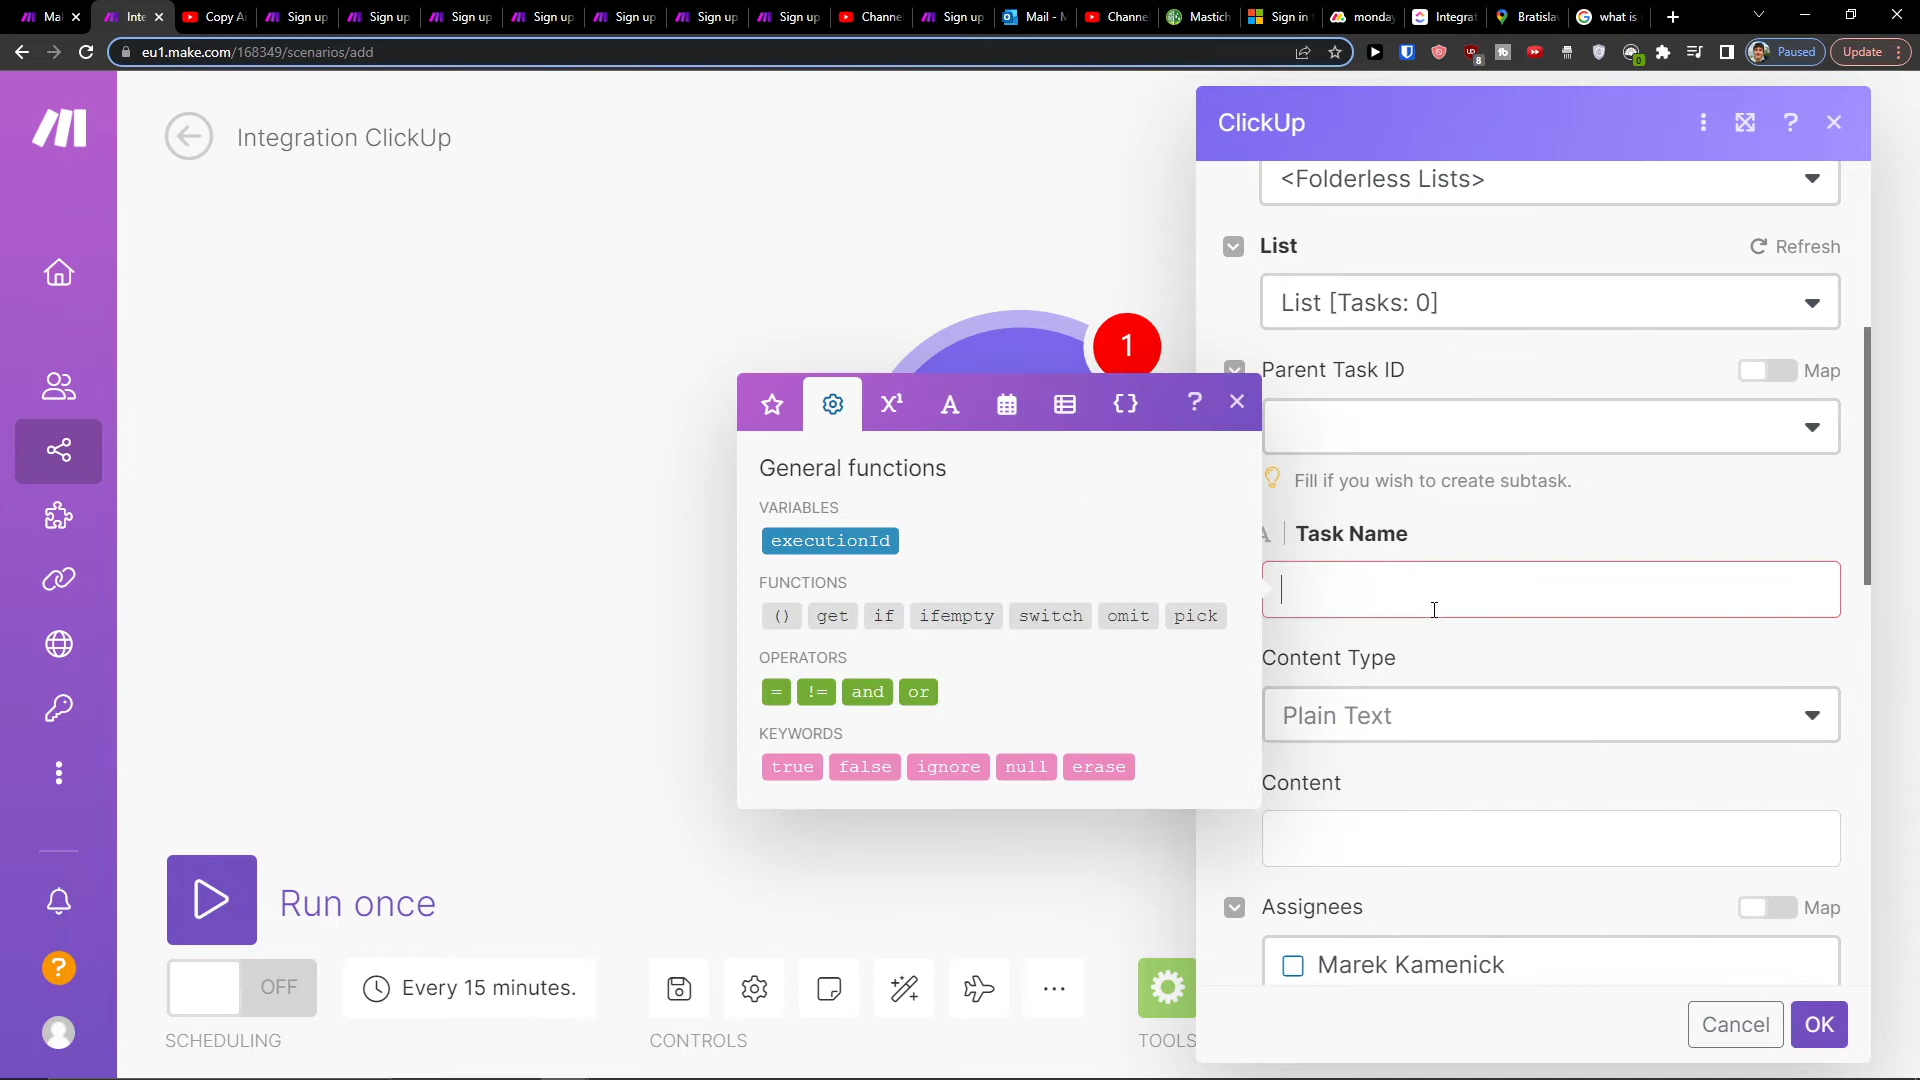 Mal
Inte
Copy Ai
Sign up
Sign up
Sign up
Sign up
Sign up
Sign up
Sign up
Channe
Sign up
Mail - M
Channe
Mastich
Sign in
monday
Integrat
Bratisla
what is
eu1.make.com/168349/scenarios/add
8
0
Paused
Update
Integration ClickUp
ClickUp
?
<Folderless Lists>
List
Refresh
List [Tasks: 0]
1
Parent Task ID
Map
Fill if you wish to create subtask.
A
Task Name
Content Type
Plain Text
Content
Assignees
Map
Marek Kamenick
Cancel
OK
X¹
A
{}
?
General functions
VARIABLES
executionId
FUNCTIONS
() get if ifempty switch omit pick
OPERATORS
= != and or
KEYWORDS
true false ignore null erase
Run once
OFF
Every 15 minutes.
SCHEDULING
CONTROLS
TOOLS
?